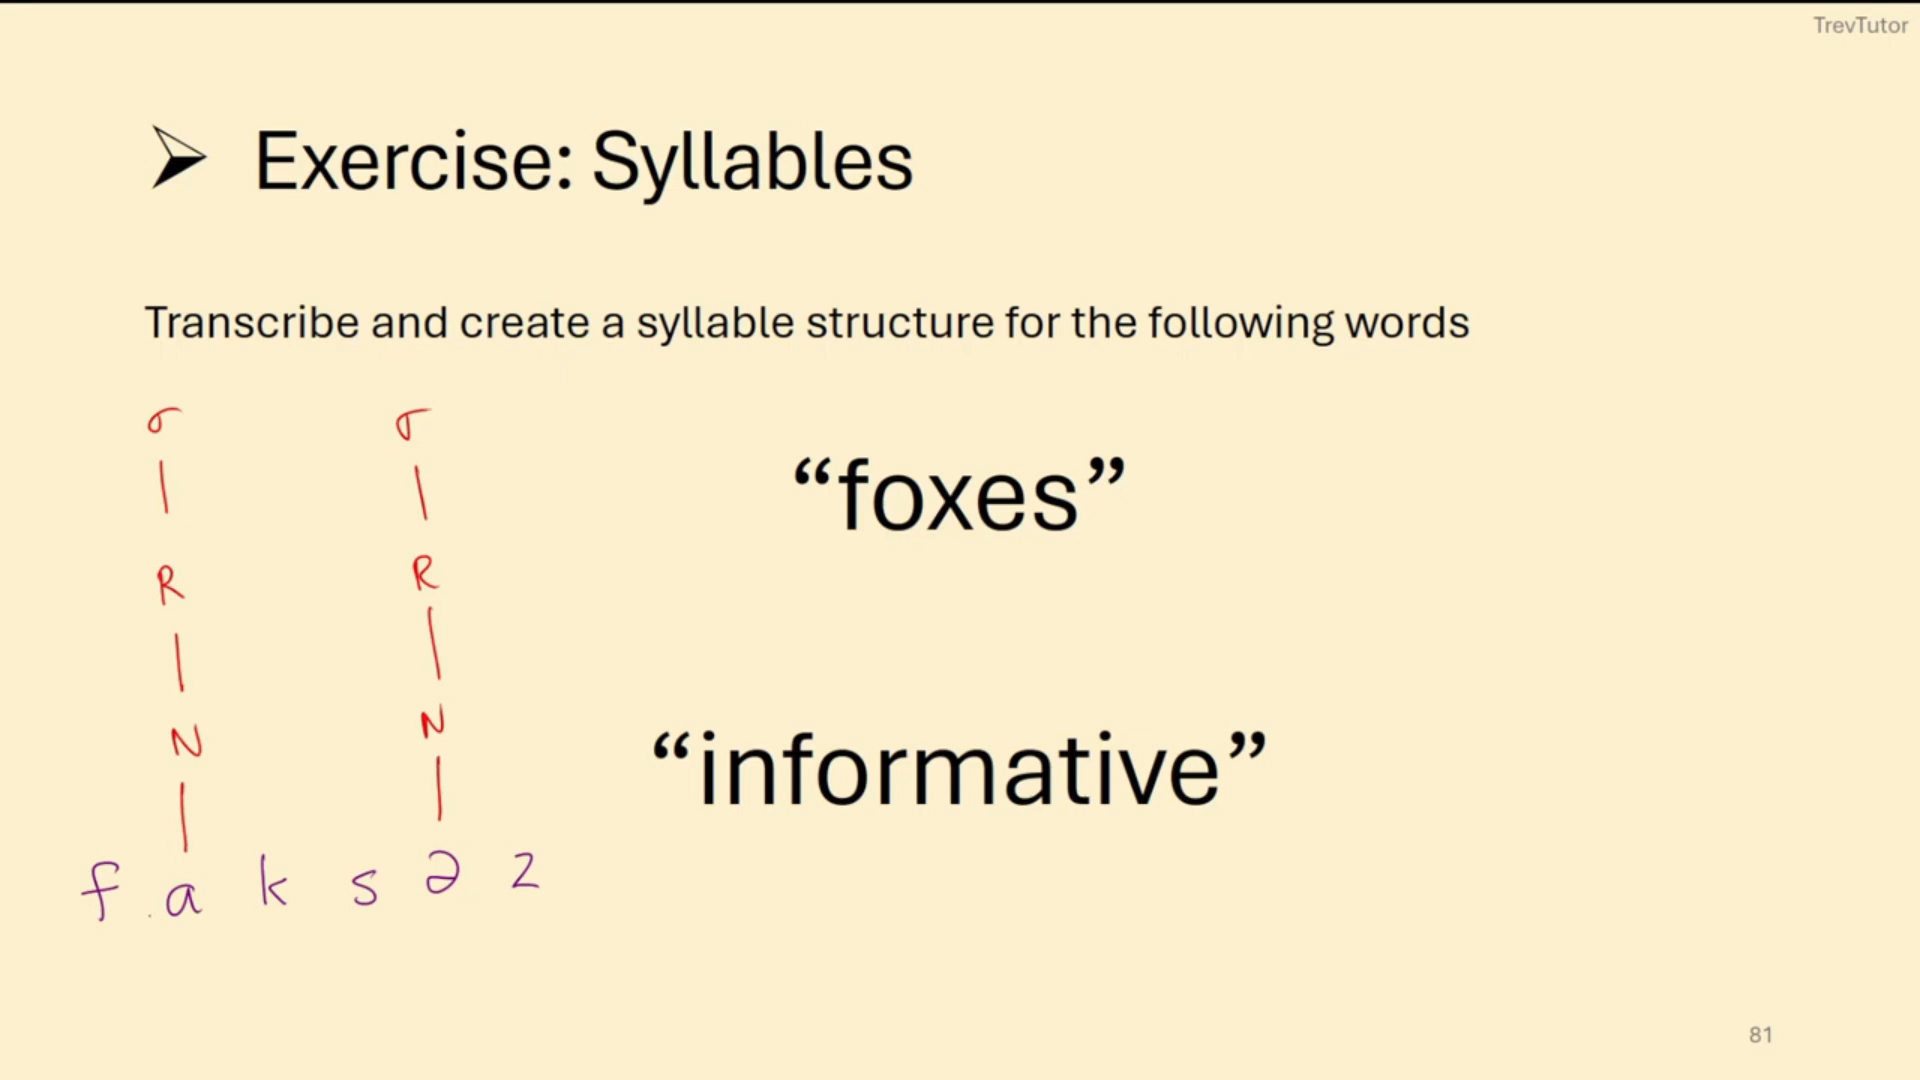 TrevTutor
➢ Exercise: Syllables
Transcribe and create a syllable structure for the following words
σ σ
R R
N N
f a k s ə z
“foxes”
“informative”
81